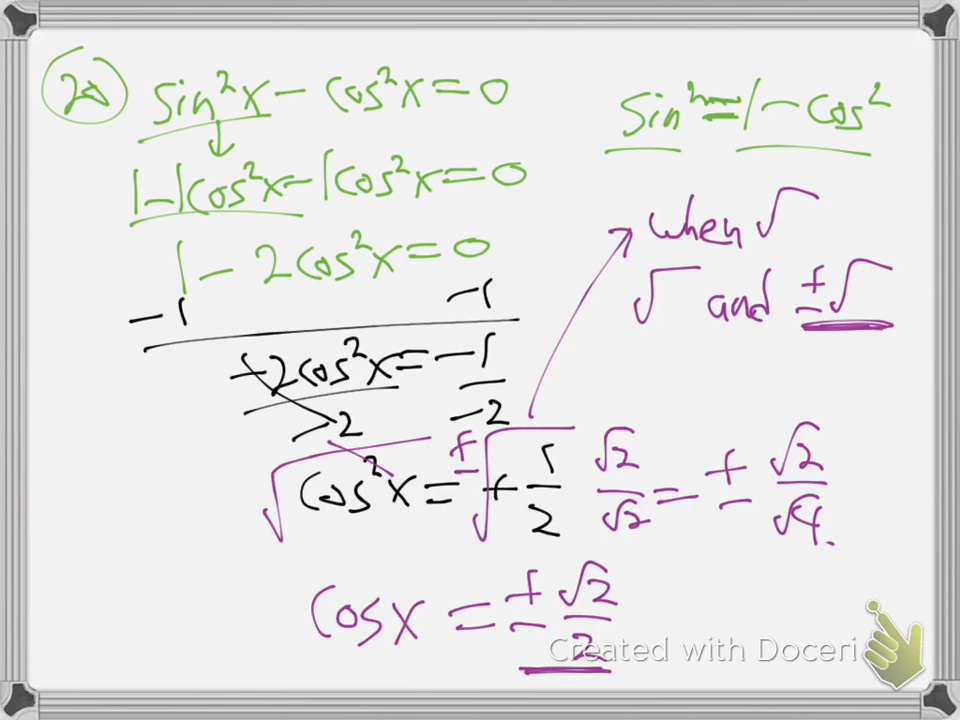 20 sin²x - cos²x = 0
sin² = 1 - cos²
1 - 1cos²x - 1cos²x = 0
1 - 2cos²x = 0
-1 -1
when √
√ and ±√
-2cos²x = -1
-2 -2
√cos²x = ±√+1/2 √2/√2 = ± √2/√4
cosx = ± √2/2
Created with Doceri